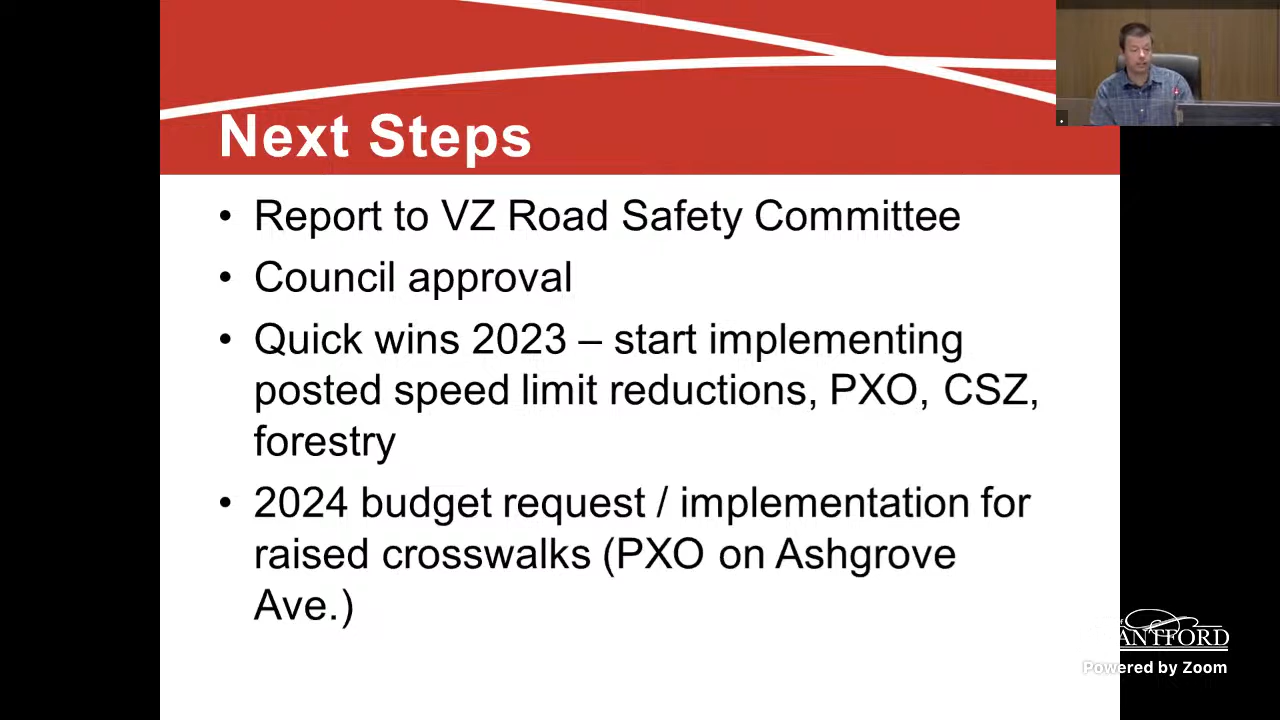 Next Steps
• Report to VZ Road Safety Committee
• Council approval
• Quick wins 2023 – start implementing
posted speed limit reductions, PXO, CSZ,
forestry
• 2024 budget request / implementation for
raised crosswalks (PXO on Ashgrove
Ave.)
ANTFORD
Powered by Zoom